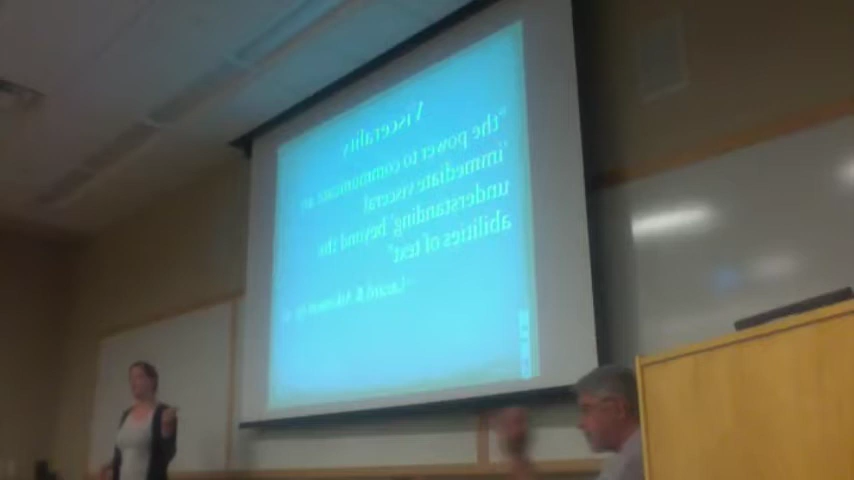 Viscerality
"the power to communicate an
'immediate visceral
understanding' beyond the
abilities of text"